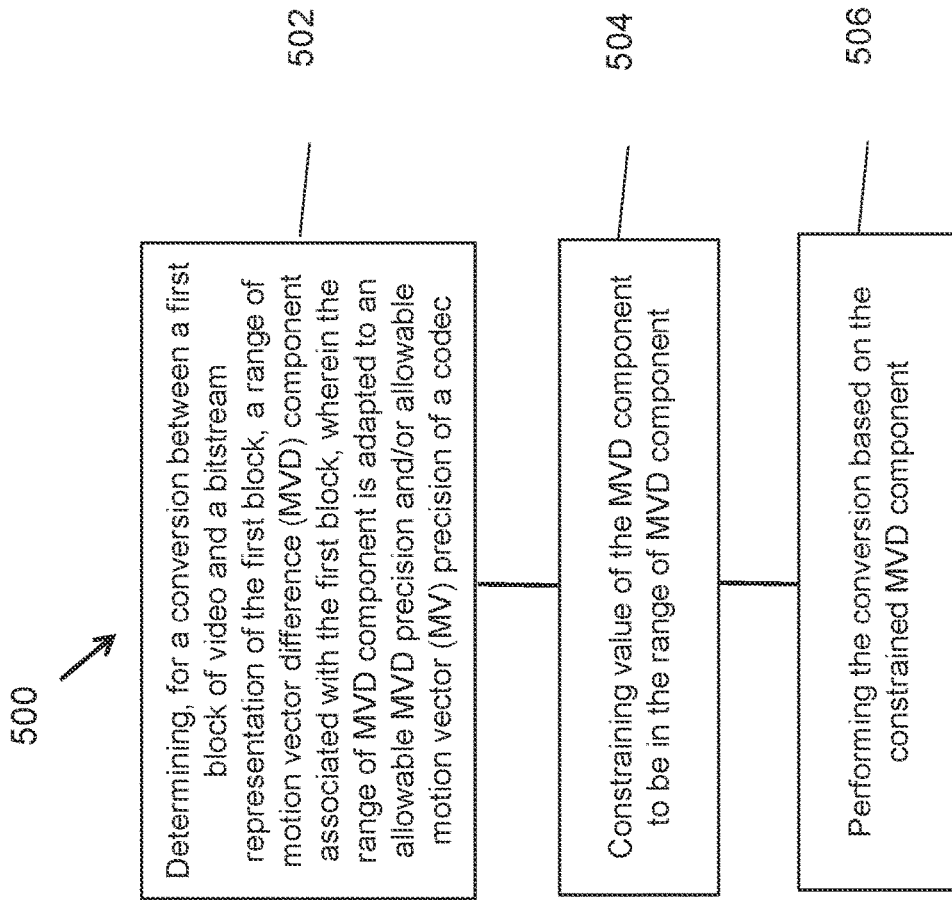 500
Determining, for a conversion between a first
block of video and a bitstream
representation of the first block, a range of
motion vector difference (MVD) component
associated with the first block, wherein the
range of MVD component is adapted to an
allowable MVD precision and/or allowable
motion vector (MV) precision of a codec
502
Constraining value of the MVD component
to be in the range of MVD component
504
Performing the conversion based on the
constrained MVD component
506